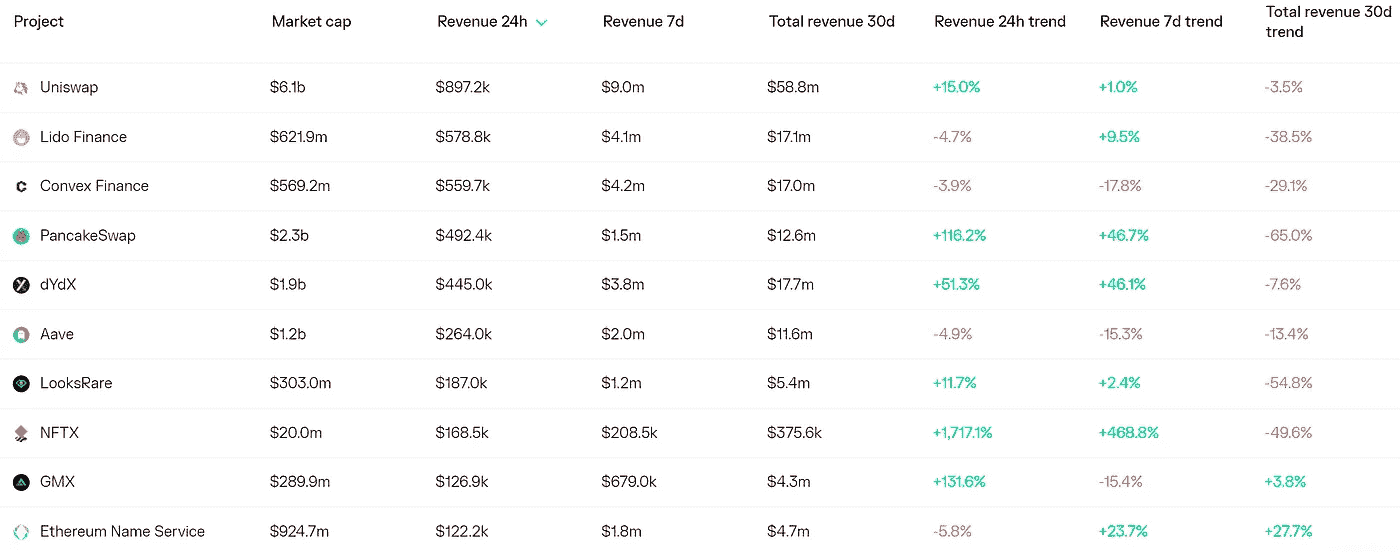 Project Market cap Revenue 24h Revenue 7d Total revenue 30d Revenue 24h trend Revenue 7d trend Total revenue 30d trend
Uniswap $6.1b $897.2k $9.0m $58.8m +15.0% +1.0% -3.5%
Lido Finance $621.9m $578.8k $4.1m $17.1m -4.7% +9.5% -38.5%
Convex Finance $569.2m $559.7k $4.2m $17.0m -3.9% -17.8% -29.1%
PancakeSwap $2.3b $492.4k $1.5m $12.6m +116.2% +46.7% -65.0%
dYdX $1.9b $445.0k $3.8m $17.7m +51.3% +46.1% -7.6%
Aave $1.2b $264.0k $2.0m $11.6m -4.9% -15.3% -13.4%
LooksRare $303.0m $187.0k $1.2m $5.4m +11.7% +2.4% -54.8%
NFTX $20.0m $168.5k $208.5k $375.6k +1,717.1% +468.8% -49.6%
GMX $289.9m $126.9k $679.0k $4.3m +131.6% -15.4% +3.8%
Ethereum Name Service $924.7m $122.2k $1.8m $4.7m -5.8% +23.7% +27.7%